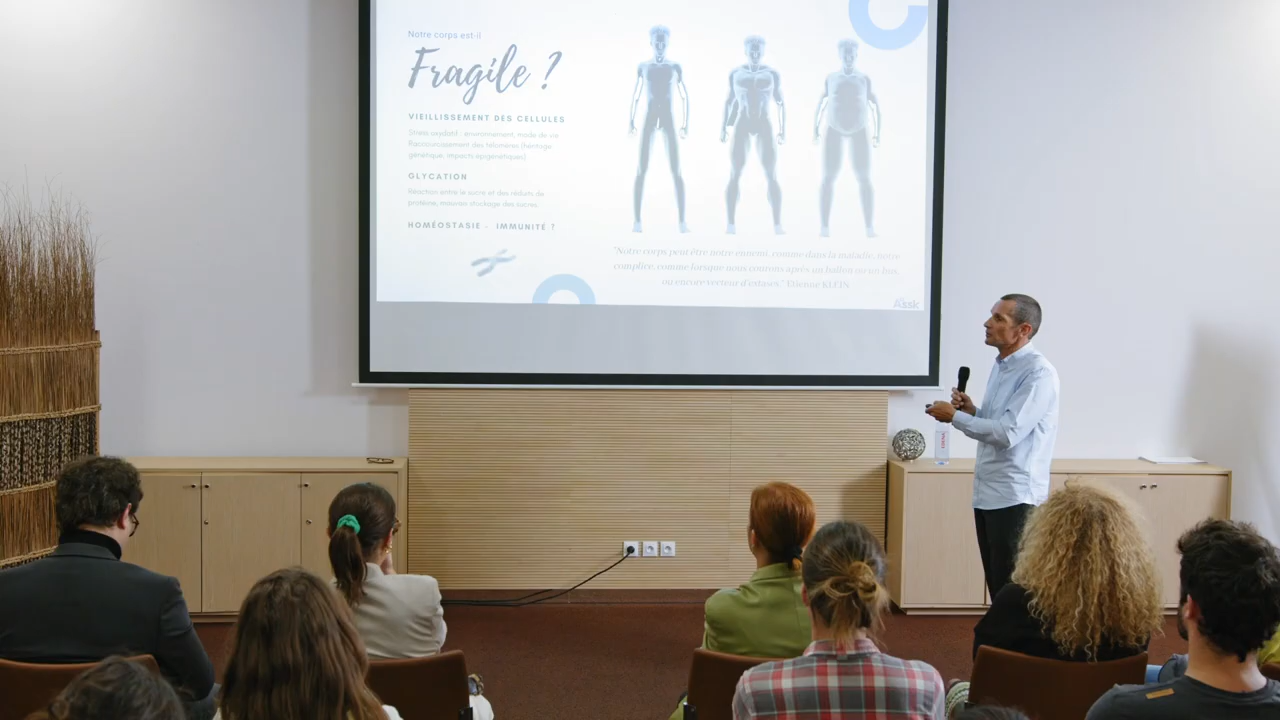 Notre corps est-il
Fragile ?
VIEILLISSEMENT DES CELLULES
Stress oxydatif : environnement, mode de vie
Raccourcissement des télomères (héritage
génétique, impacts épigénétiques)
GLYCATION
Réaction entre le sucre et des résidus de
protéine, mauvais stockage des sucres.
HOMÉOSTASIE - IMMUNITÉ ?
"Notre corps peut être notre ennemi, comme dans la maladie, notre
complice, comme lorsque nous courons après un ballon ou un bus,
ou encore vecteur d'extases." Etienne KLEIN